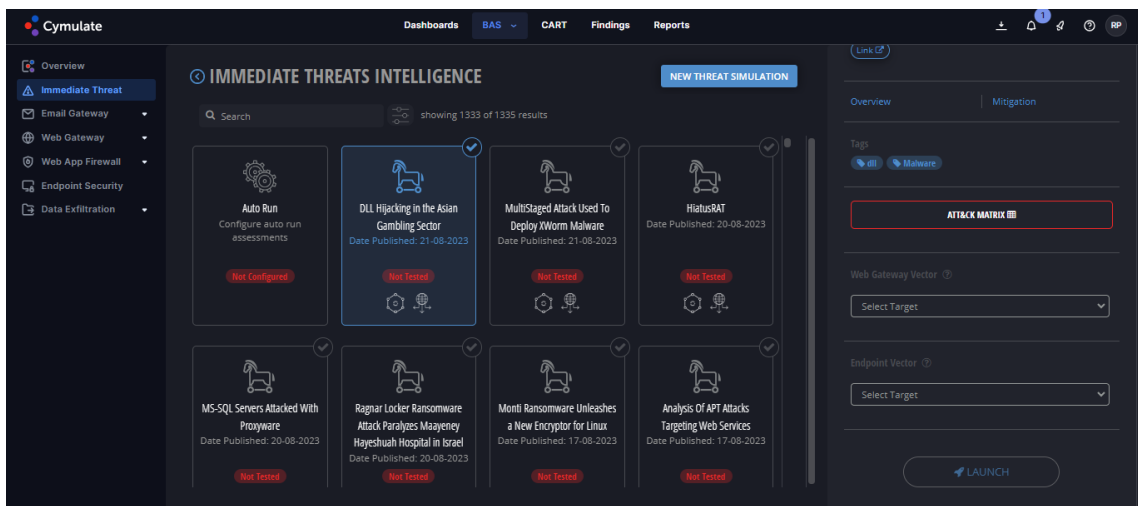 Cymulate
Dashboards BAS CART Findings Reports
1
RP
Overview
Immediate Threat
Email Gateway
Web Gateway
Web App Firewall
Endpoint Security
Data Exfiltration
IMMEDIATE THREATS INTELLIGENCE
NEW THREAT SIMULATION
Search
showing 1333 of 1335 results
Auto Run
Configure auto run
assessments
Not Configured
DLL Hijacking in the Asian
Gambling Sector
Date Published: 21-08-2023
Not Tested
MultiStaged Attack Used To
Deploy XWorm Malware
Date Published: 21-08-2023
Not Tested
HiatusRAT
Date Published: 20-08-2023
Not Tested
MS-SQL Servers Attacked With
Proxyware
Date Published: 20-08-2023
Not Tested
Ragnar Locker Ransomware
Attack Paralyzes Maayeney
Hayeshuah Hospital in Israel
Date Published: 20-08-2023
Not Tested
Monti Ransomware Unleashes
a New Encryptor for Linux
Date Published: 17-08-2023
Not Tested
Analysis Of APT Attacks
Targeting Web Services
Date Published: 17-08-2023
Not Tested
Link
Overview Mitigation
Tags
dll Malware
ATT&CK MATRIX
Web Gateway Vector
Select Target
Endpoint Vector
Select Target
LAUNCH